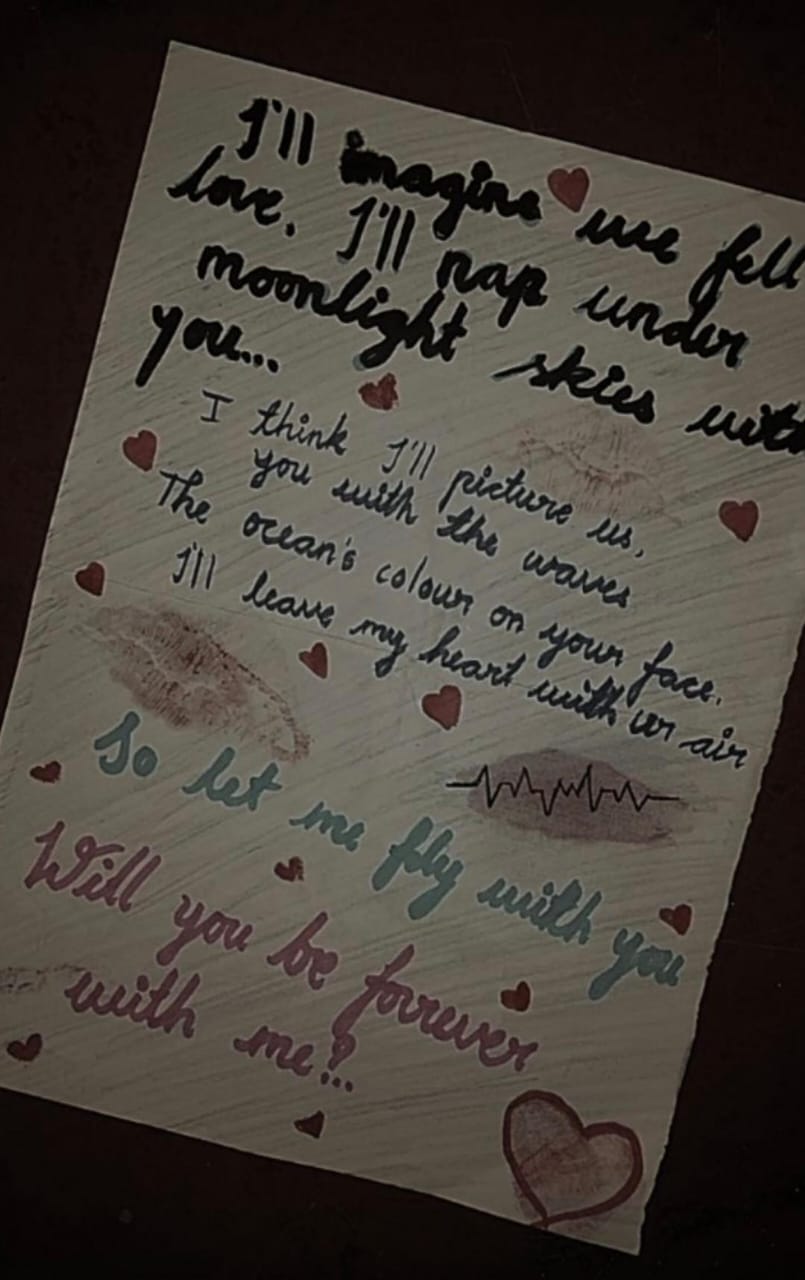 I'll imagine we fell
love, I'll nap under
moonlight skies with
you...
I think I'll picture us,
you with the waves
The ocean's colour on your face.
I'll leave my heart with ur air
So let me fly with you
Will you be forever
with me?...